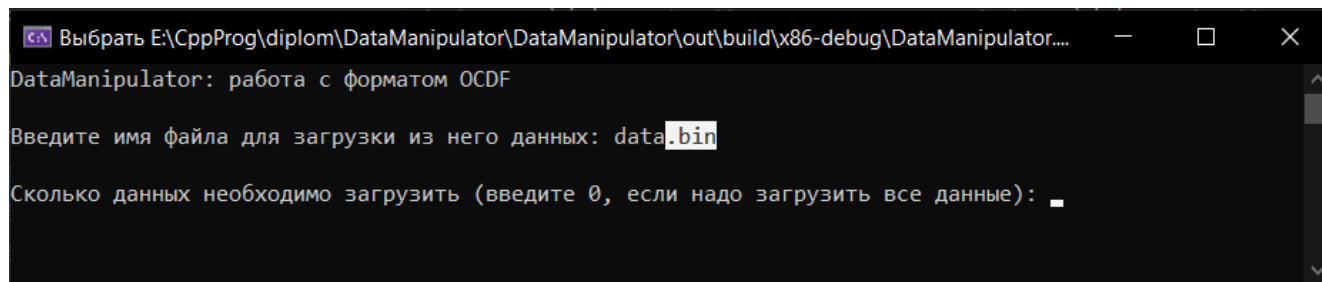 Выбрать E:\CppProg\diplom\DataManipulator\DataManipulator\out\build\x86-debug\DataManipulator....
DataManipulator: работа с форматом OCDF
Введите имя файла для загрузки из него данных: data.bin
Сколько данных необходимо загрузить (введите 0, если надо загрузить все данные):